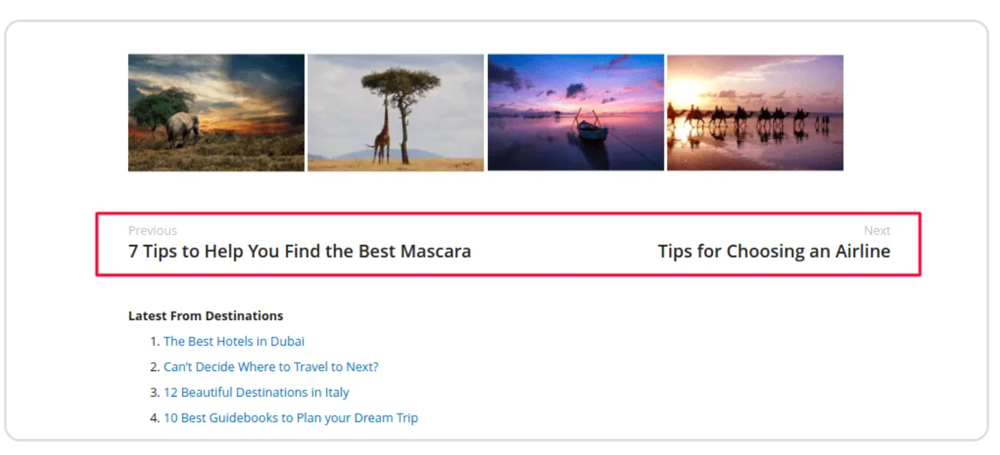 Previous
Next
7 Tips to Help You Find the Best Mascara
Tips for Choosing an Airline
Latest From Destinations
1. The Best Hotels in Dubai
2. Can't Decide Where to Travel to Next?
3. 12 Beautiful Destinations in Italy
4. 10 Best Guidebooks to Plan your Dream Trip